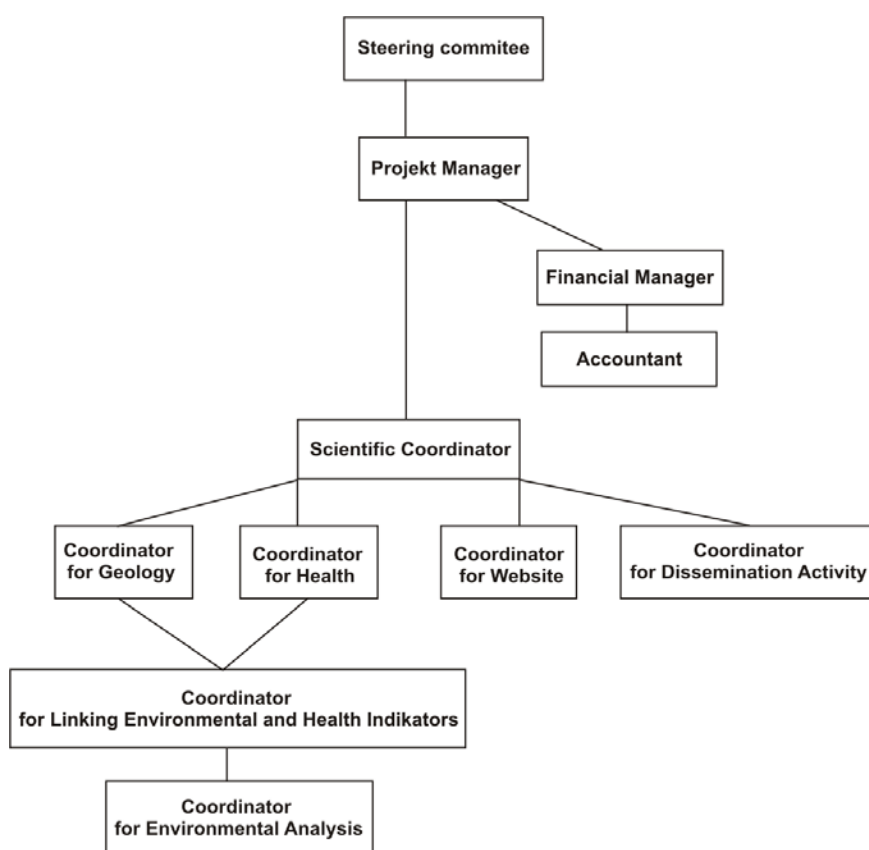 Steering commitee
Projekt Manager
Financial Manager
Accountant
Scientific Coordinator
Coordinator
for Geology
Coordinator
for Health
Coordinator
for Website
Coordinator
for Dissemination Activity
Coordinator
for Linking Environmental and Health Indikators
Coordinator
for Environmental Analysis